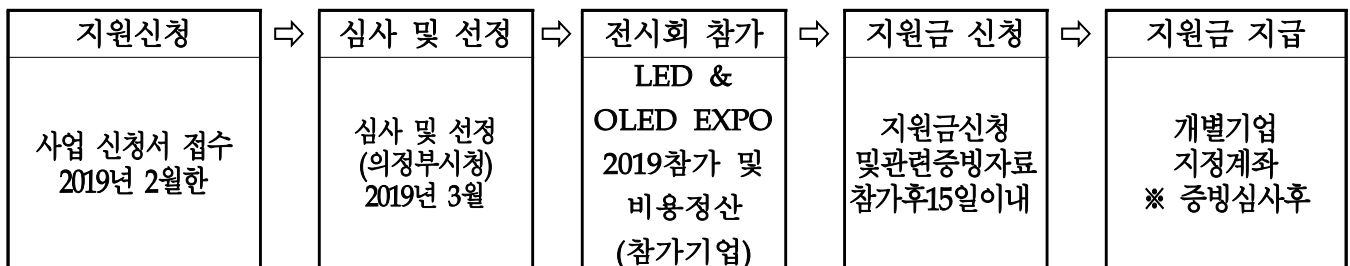 지원신청 ⇨ 심사 및 선정 ⇨ 전시회 참가 ⇨ 지원금 신청 ⇨ 지원금 지급
사업 신청서 접수
2019년 2월한
심사 및 선정
(의정부시청)
2019년 3월
LED &
OLED EXPO
2019참가 및
비용정산
(참가기업)
지원금신청
및관련증빙자료
참가후15일이내
개별기업
지정계좌
※ 증빙심사후